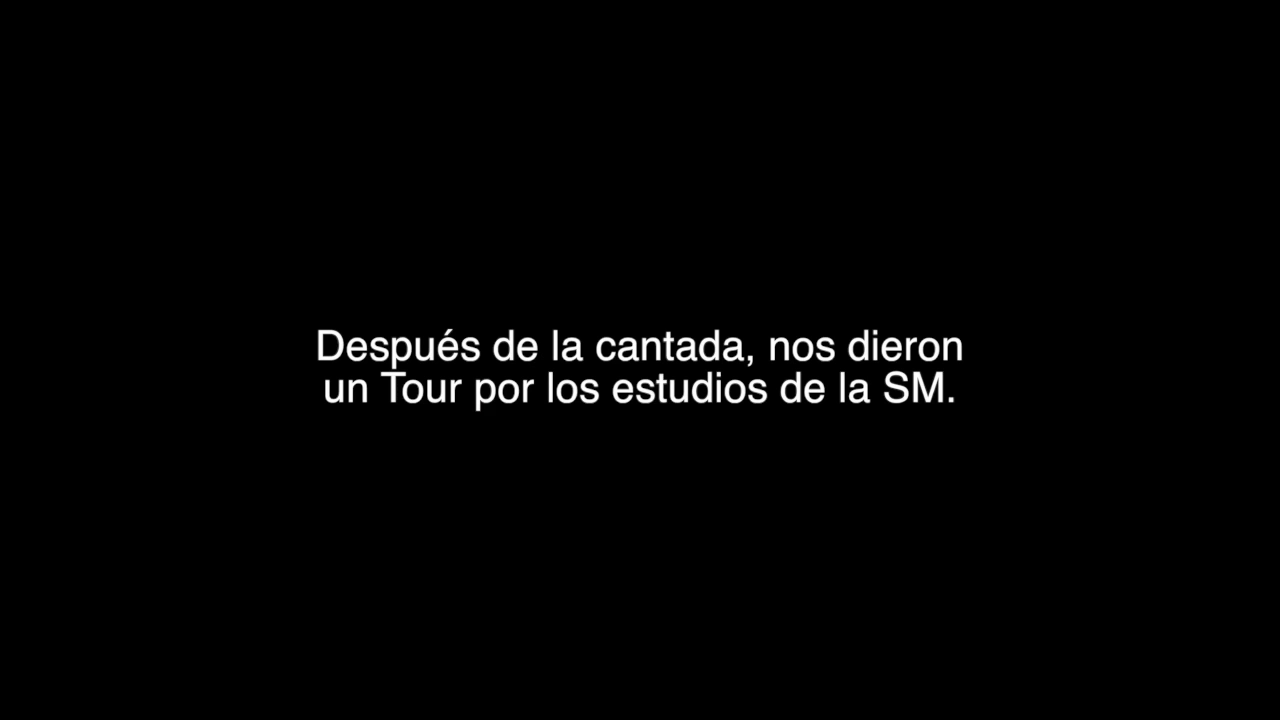 Después de la cantada, nos dieron
un Tour por los estudios de la SM.